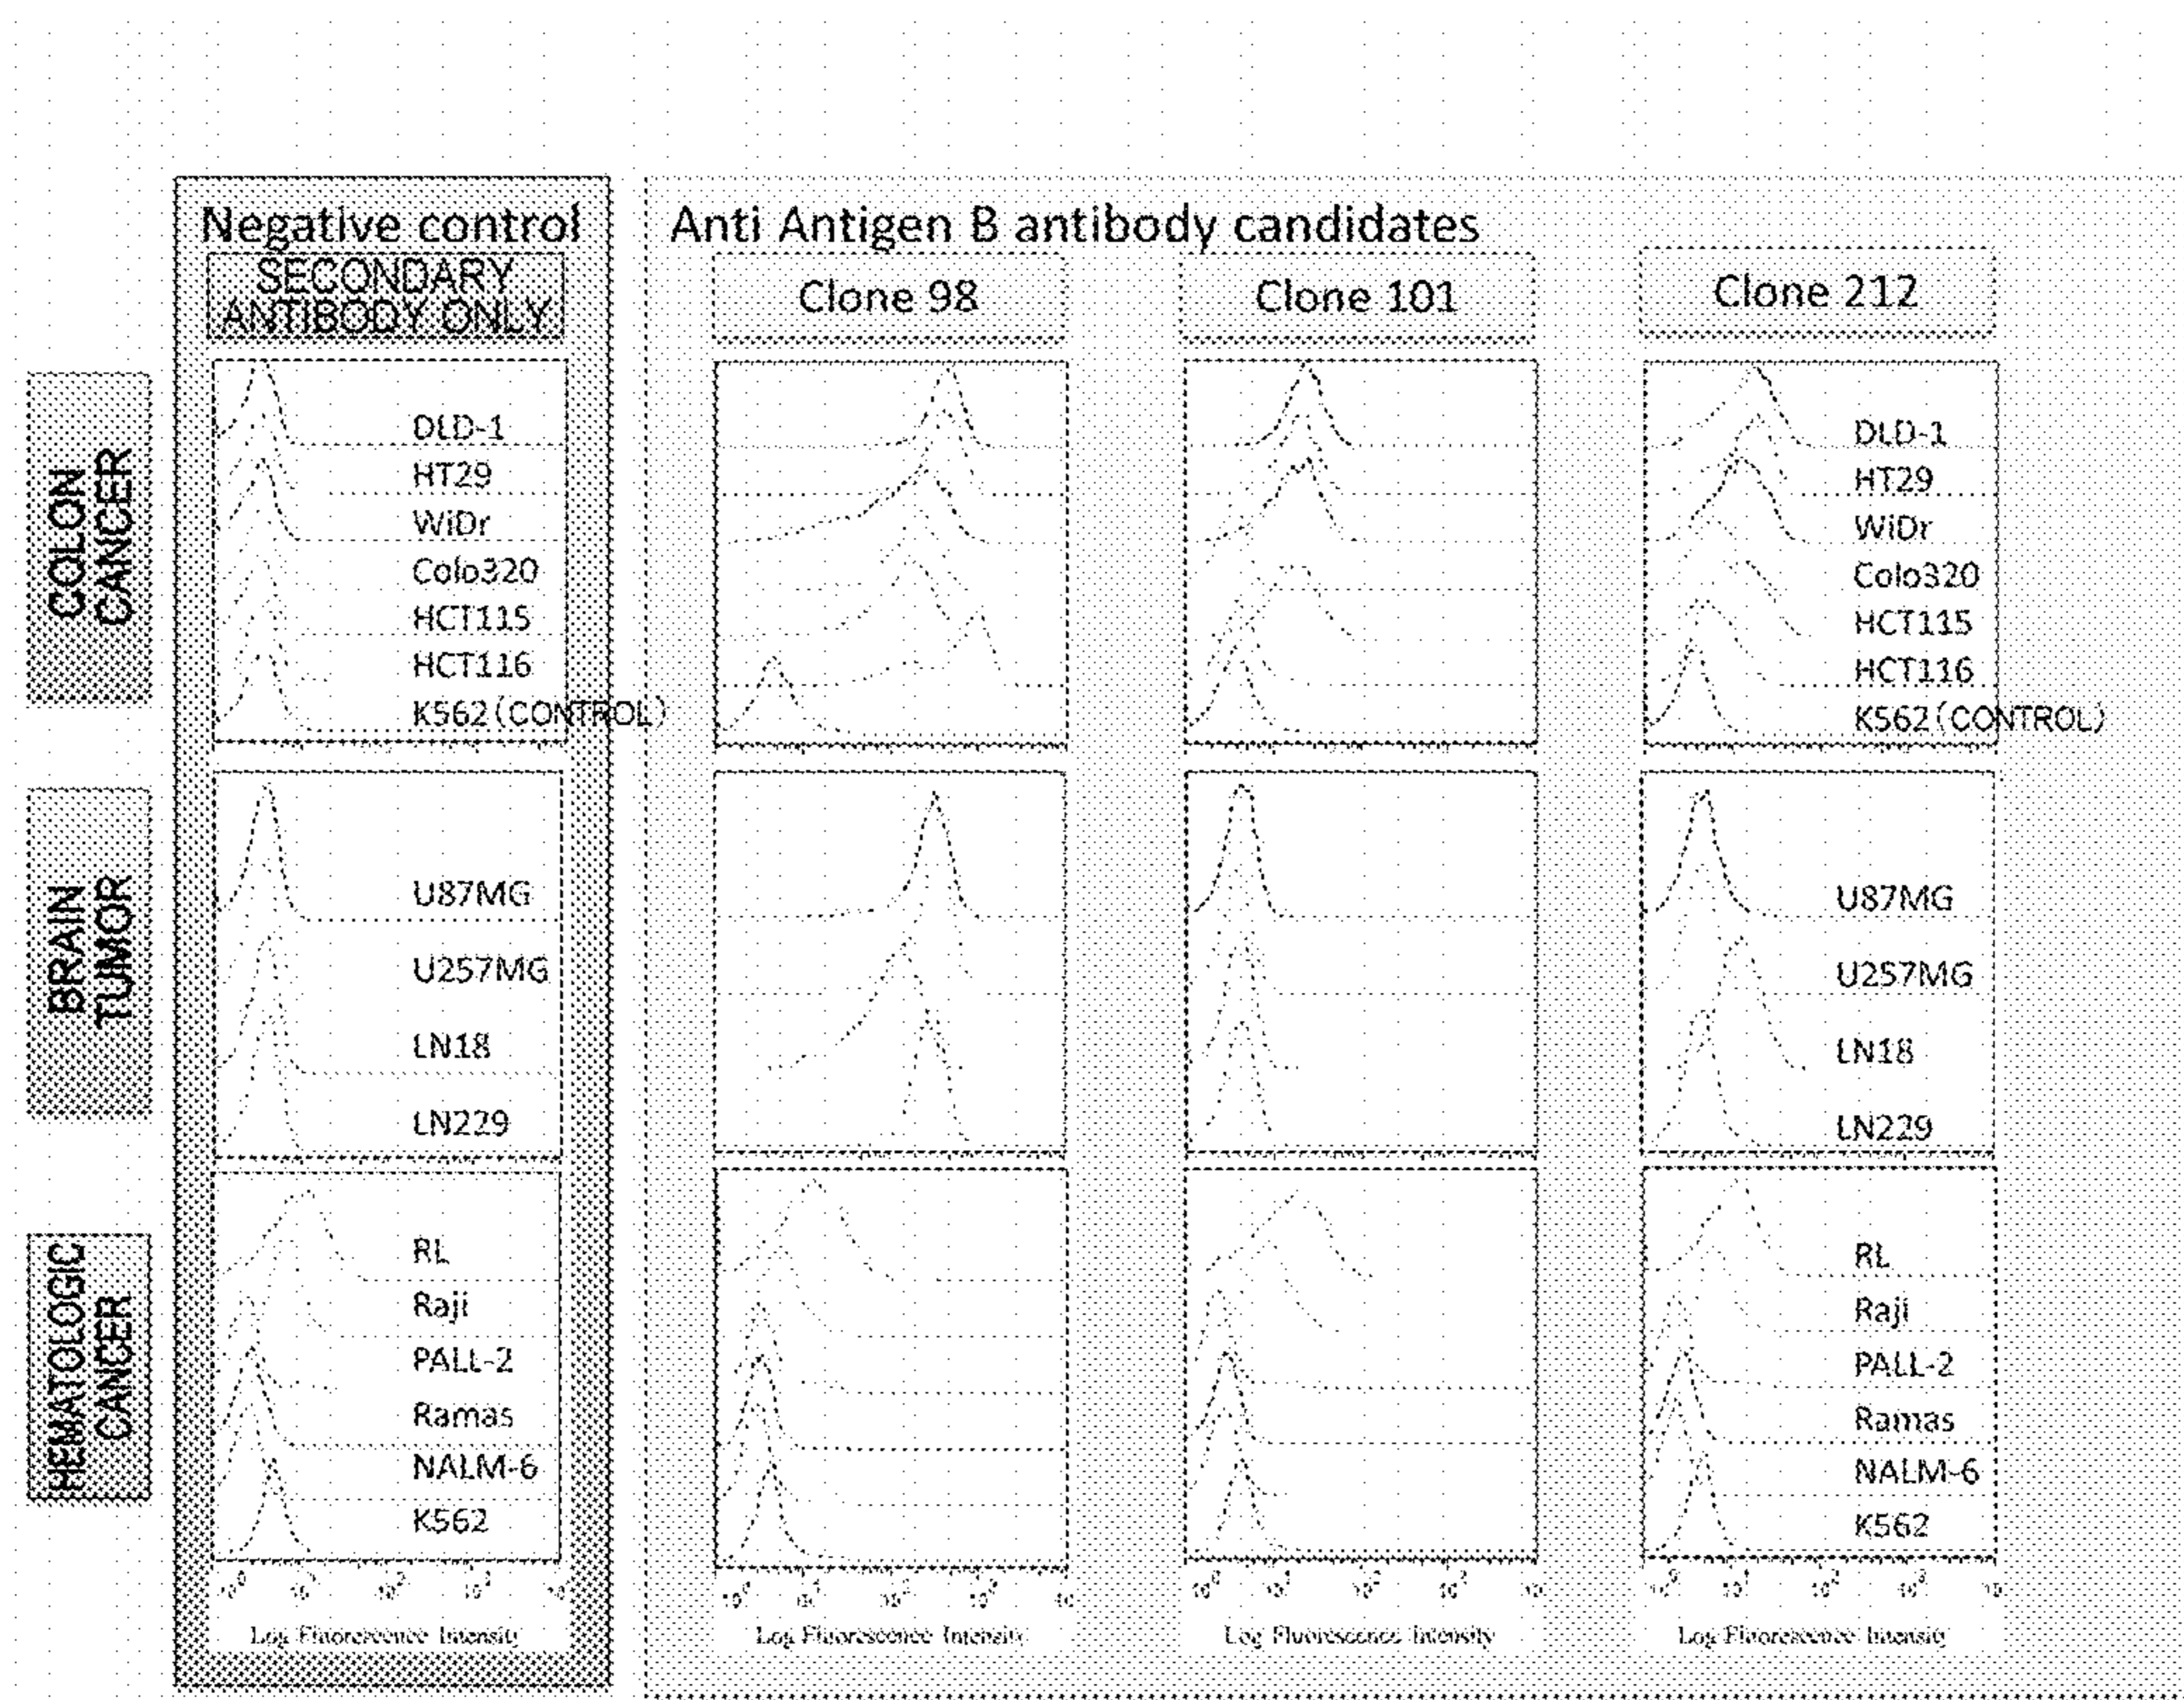 Negative control
SECONDARY
ANTIBODY ONLY
Anti Antigen B antibody candidates
Clone 98
Clone 101
Clone 212
COLON
CANCER
DLD-1
HT29
WiDr
Colo320
HCT115
HCT116
K562(CONTROL)
DLD-1
HT29
WiDr
Colo320
HCT115
HCT116
K562(CONTROL)
BRAIN
TUMOR
U87MG
U257MG
LN18
LN229
U87MG
U257MG
LN18
LN229
HEMATOLOGIC
CANCER
RL
Raji
PALL-2
Ramas
NALM-6
K562
RL
Raji
PALL-2
Ramas
NALM-6
K562
Log Fluorescence Intensity
Log Fluorescence Intensity
Log Fluorescence Intensity
Log Fluorescence Intensity